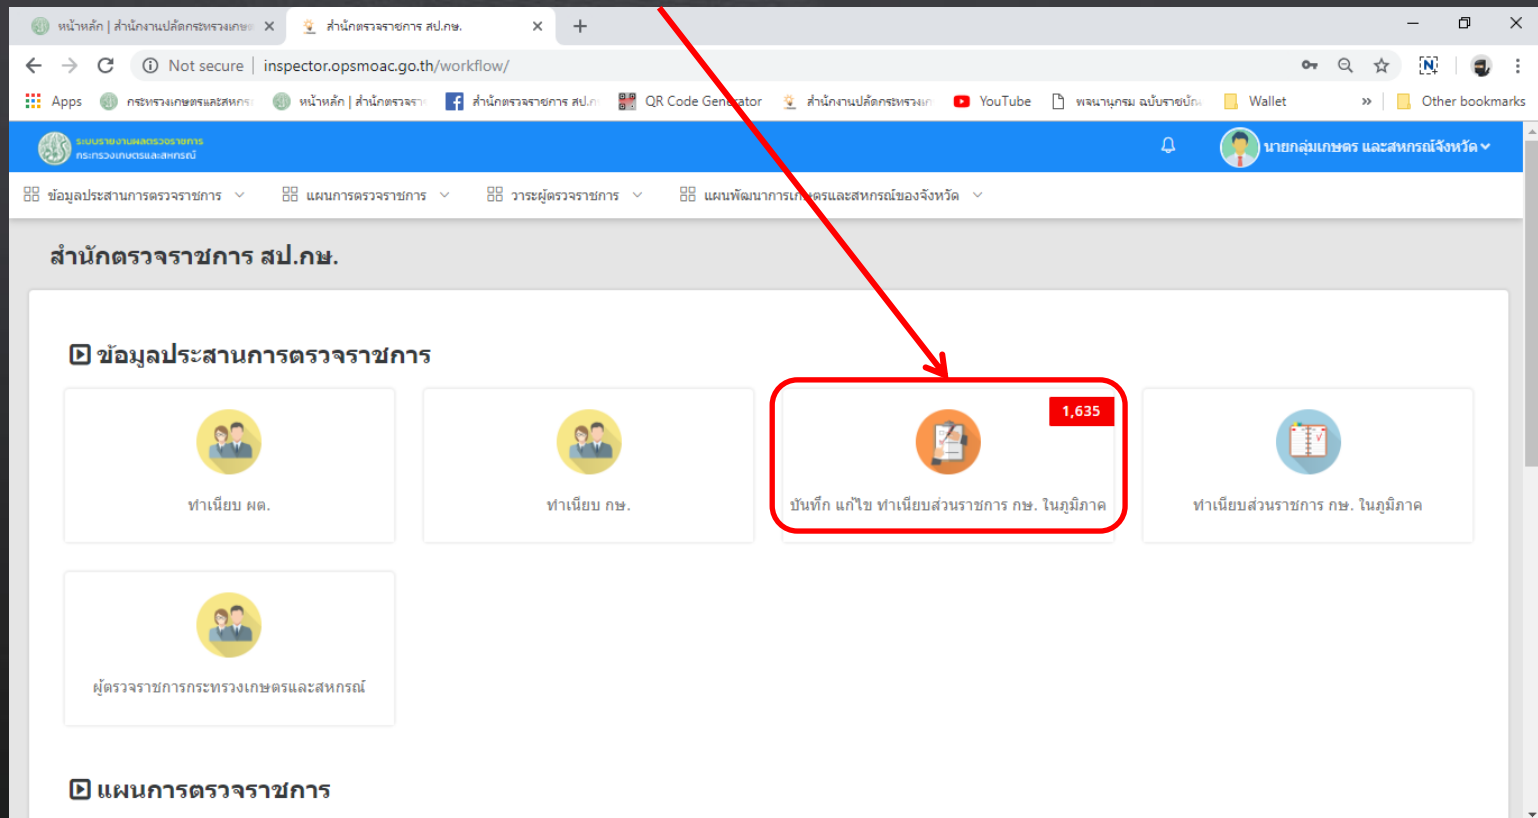 หน้าหลัก | สำนักงานปลัดกระทรวงเกษต
สำนักตรวจราชการ สป.กษ.
Not secure | inspector.opsmoac.go.th/workflow/
Apps กระทรวงเกษตรและสหกร หน้าหลัก | สำนักตรวจรา สำนักตรวจราชการ สป.ก QR Code Generator สำนักงานปลัดกระทรวงเก YouTube พจนานุกรม ฉบับราชบัณ Wallet » Other bookmarks
ระบบรายงานผลตรวจราชการ
กระทรวงเกษตรและสหกรณ์
นายกลุ่มเกษตร และสหกรณ์จังหวัด
ข้อมูลประสานการตรวจราชการ แผนการตรวจราชการ วาระผู้ตรวจราชการ แผนพัฒนาการเกษตรและสหกรณ์ของจังหวัด
สำนักตรวจราชการ สป.กษ.
ข้อมูลประสานการตรวจราชการ
1,635
ทำเนียบ ผต. ทำเนียบ กษ. บันทึก แก้ไข ทำเนียบส่วนราชการ กษ. ในภูมิภาค ทำเนียบส่วนราชการ กษ. ในภูมิภาค
ผู้ตรวจราชการกระทรวงเกษตรและสหกรณ์
แผนการตรวจราชการ